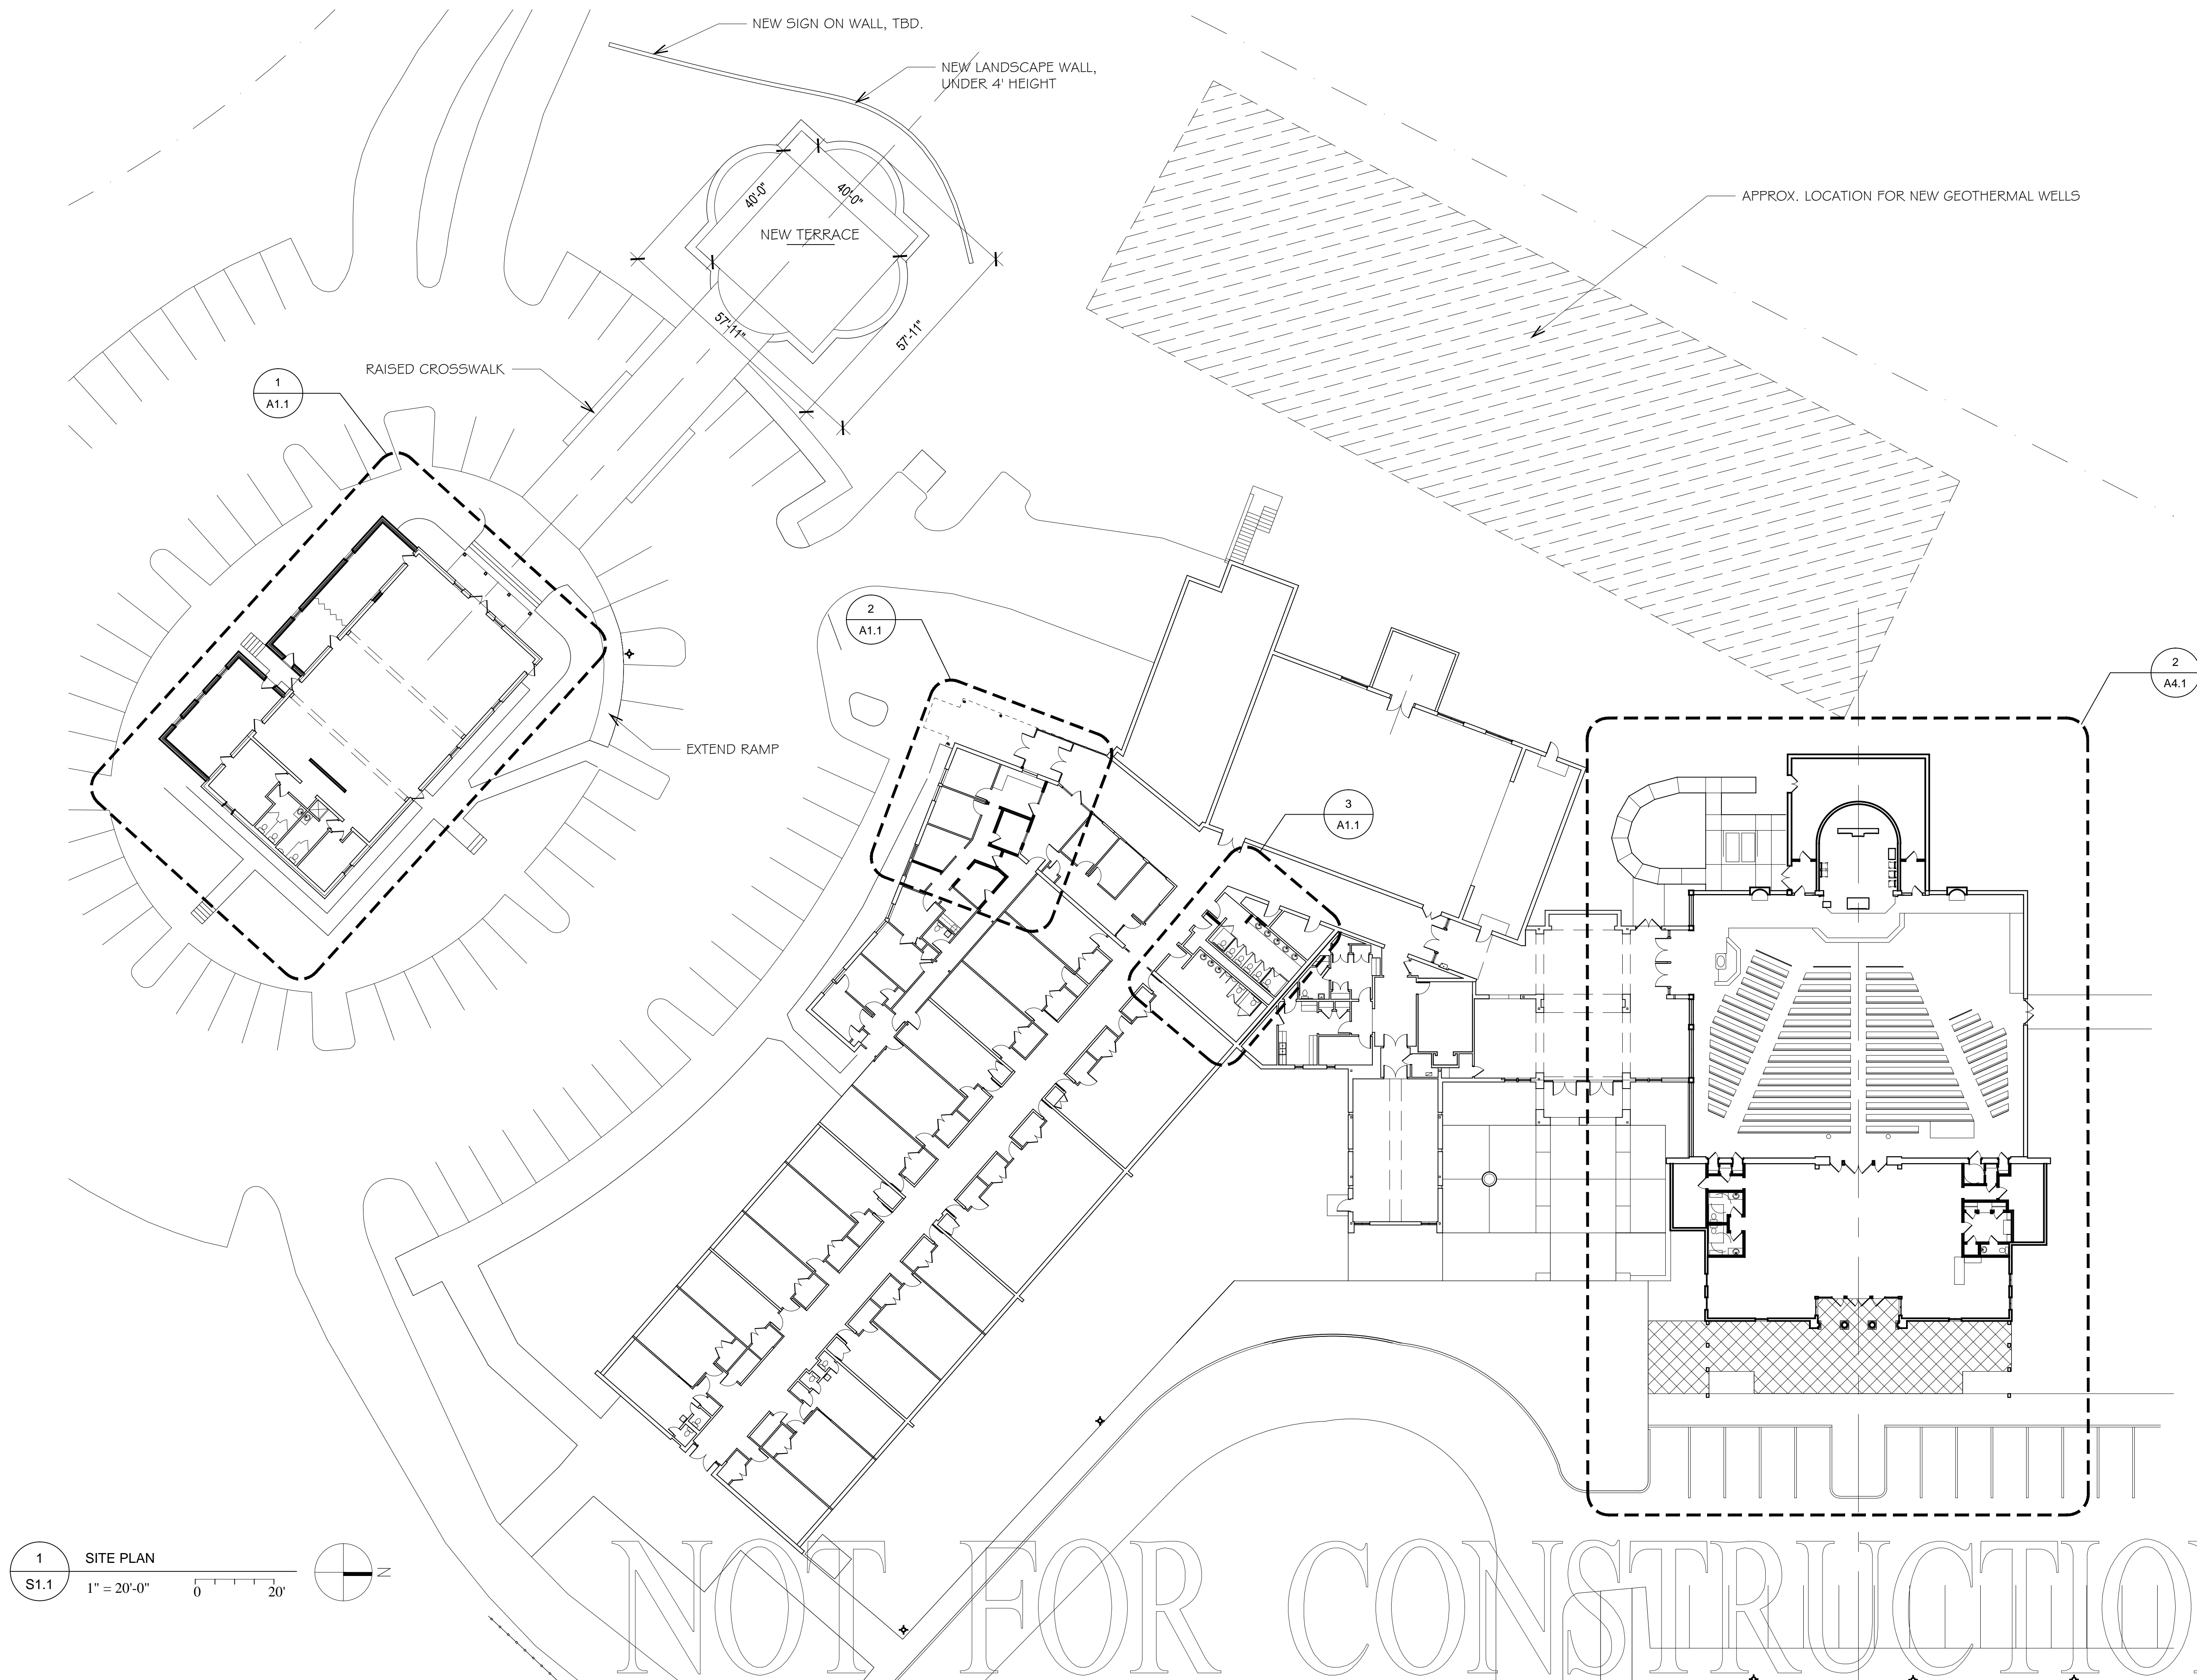 NEW SIGN ON WALL, TBD.
NEW LANDSCAPE WALL,
UNDER 4' HEIGHT
APPROX. LOCATION FOR NEW GEOTHERMAL WELLS
40'-0"
40'-0"
NEW TERRACE
57'-11"
57'-11"
RAISED CROSSWALK
1
A1.1
2
A1.1
2
A4.1
EXTEND RAMP
3
A1.1
NOT FOR CONSTRUCTION
1
S1.1
SITE PLAN
1" = 20'-0"
0
20'
N